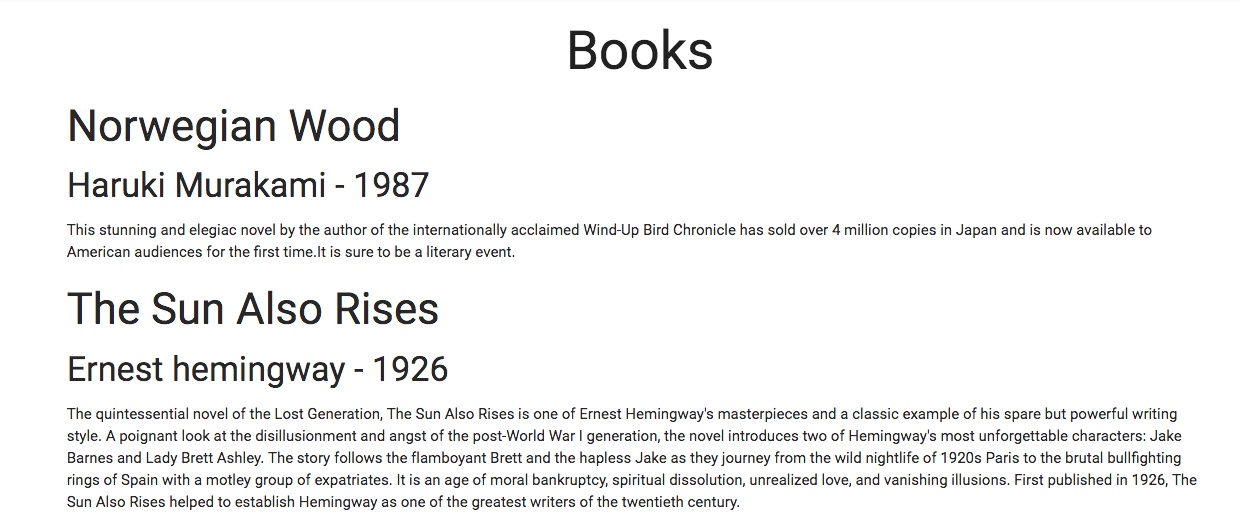 Books
Norwegian Wood
Haruki Murakami - 1987
This stunning and elegiac novel by the author of the internationally acclaimed Wind-Up Bird Chronicle has sold over 4 million copies in Japan and is now available to
American audiences for the first time.It is sure to be a literary event.
The Sun Also Rises
Ernest hemingway - 1926
The quintessential novel of the Lost Generation, The Sun Also Rises is one of Ernest Hemingway's masterpieces and a classic example of his spare but powerful writing
style. A poignant look at the disillusionment and angst of the post-World War I generation, the novel introduces two of Hemingway's most unforgettable characters: Jake
Barnes and Lady Brett Ashley. The story follows the flamboyant Brett and the hapless Jake as they journey from the wild nightlife of 1920s Paris to the brutal bullfighting
rings of Spain with a motley group of expatriates. It is an age of moral bankruptcy, spiritual dissolution, unrealized love, and vanishing illusions. First published in 1926, The
Sun Also Rises helped to establish Hemingway as one of the greatest writers of the twentieth century.